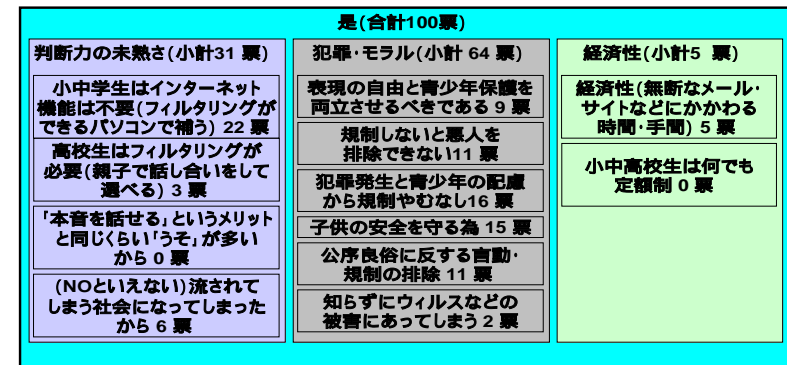 是(合計100票)
判断力の未熟さ(小計31 票)
小中学生はインターネット
機能は不要(フィルタリングが
できるパソコンで補う) 22 票
高校生はフィルタリングが
必要(親子で話し合いをして
選べる) 3 票
「本音を話せる」というメリット
と同じくらい「うそ」が多い
から 0 票
(NOといえない)流されて
しまう社会になってしまった
から 6 票
犯罪・モラル(小計 64 票)
表現の自由と青少年保護を
両立させるべきである 9 票
規制しないと悪人を
排除できない11 票
犯罪発生と青少年の配慮
から規制やむなし16 票
子供の安全を守る為 15 票
公序良俗に反する言動・
規制の排除 11 票
知らずにウィルスなどの
被害にあってしまう 2 票
経済性(小計5 票)
経済性(無断なメール・
サイトなどにかかわる
時間・手間) 5 票
小中高校生は何でも
定額制 0 票